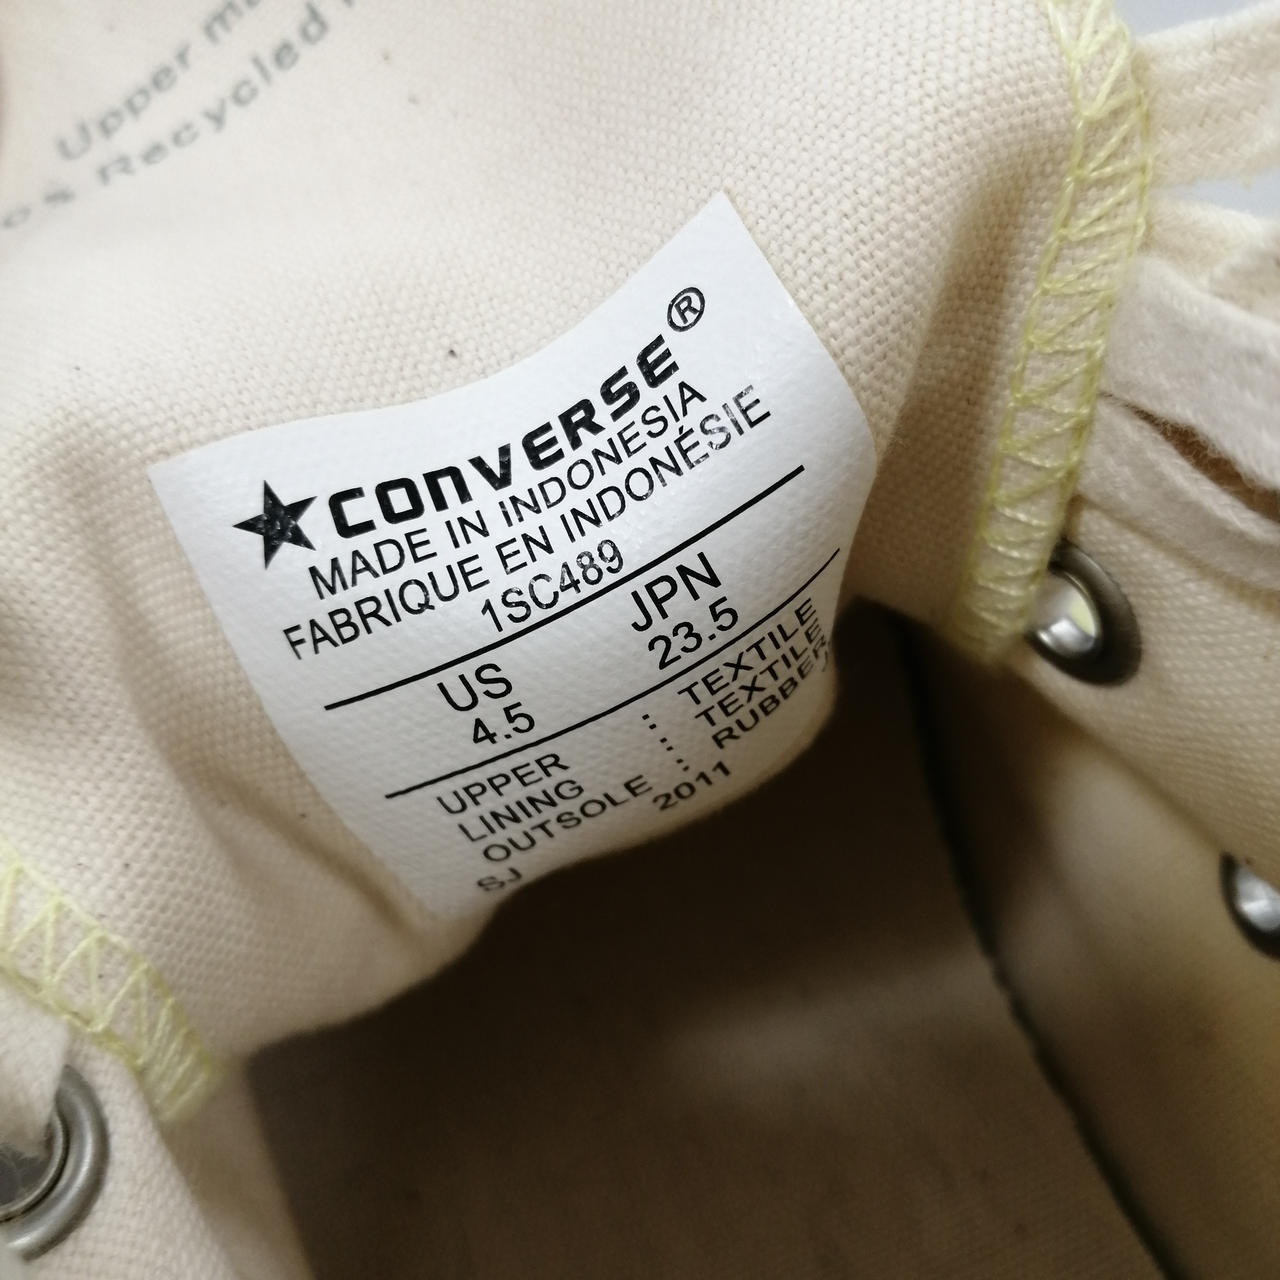 Upper
Recycled
CONVERSE®
MADE IN INDONESIA
FABRIQUE EN INDONÉSIE
1SC489
US JPN
4.5 23.5
UPPER : TEXTILE
LINING : TEXTILE
OUTSOLE : RUBBER
SJ 2011